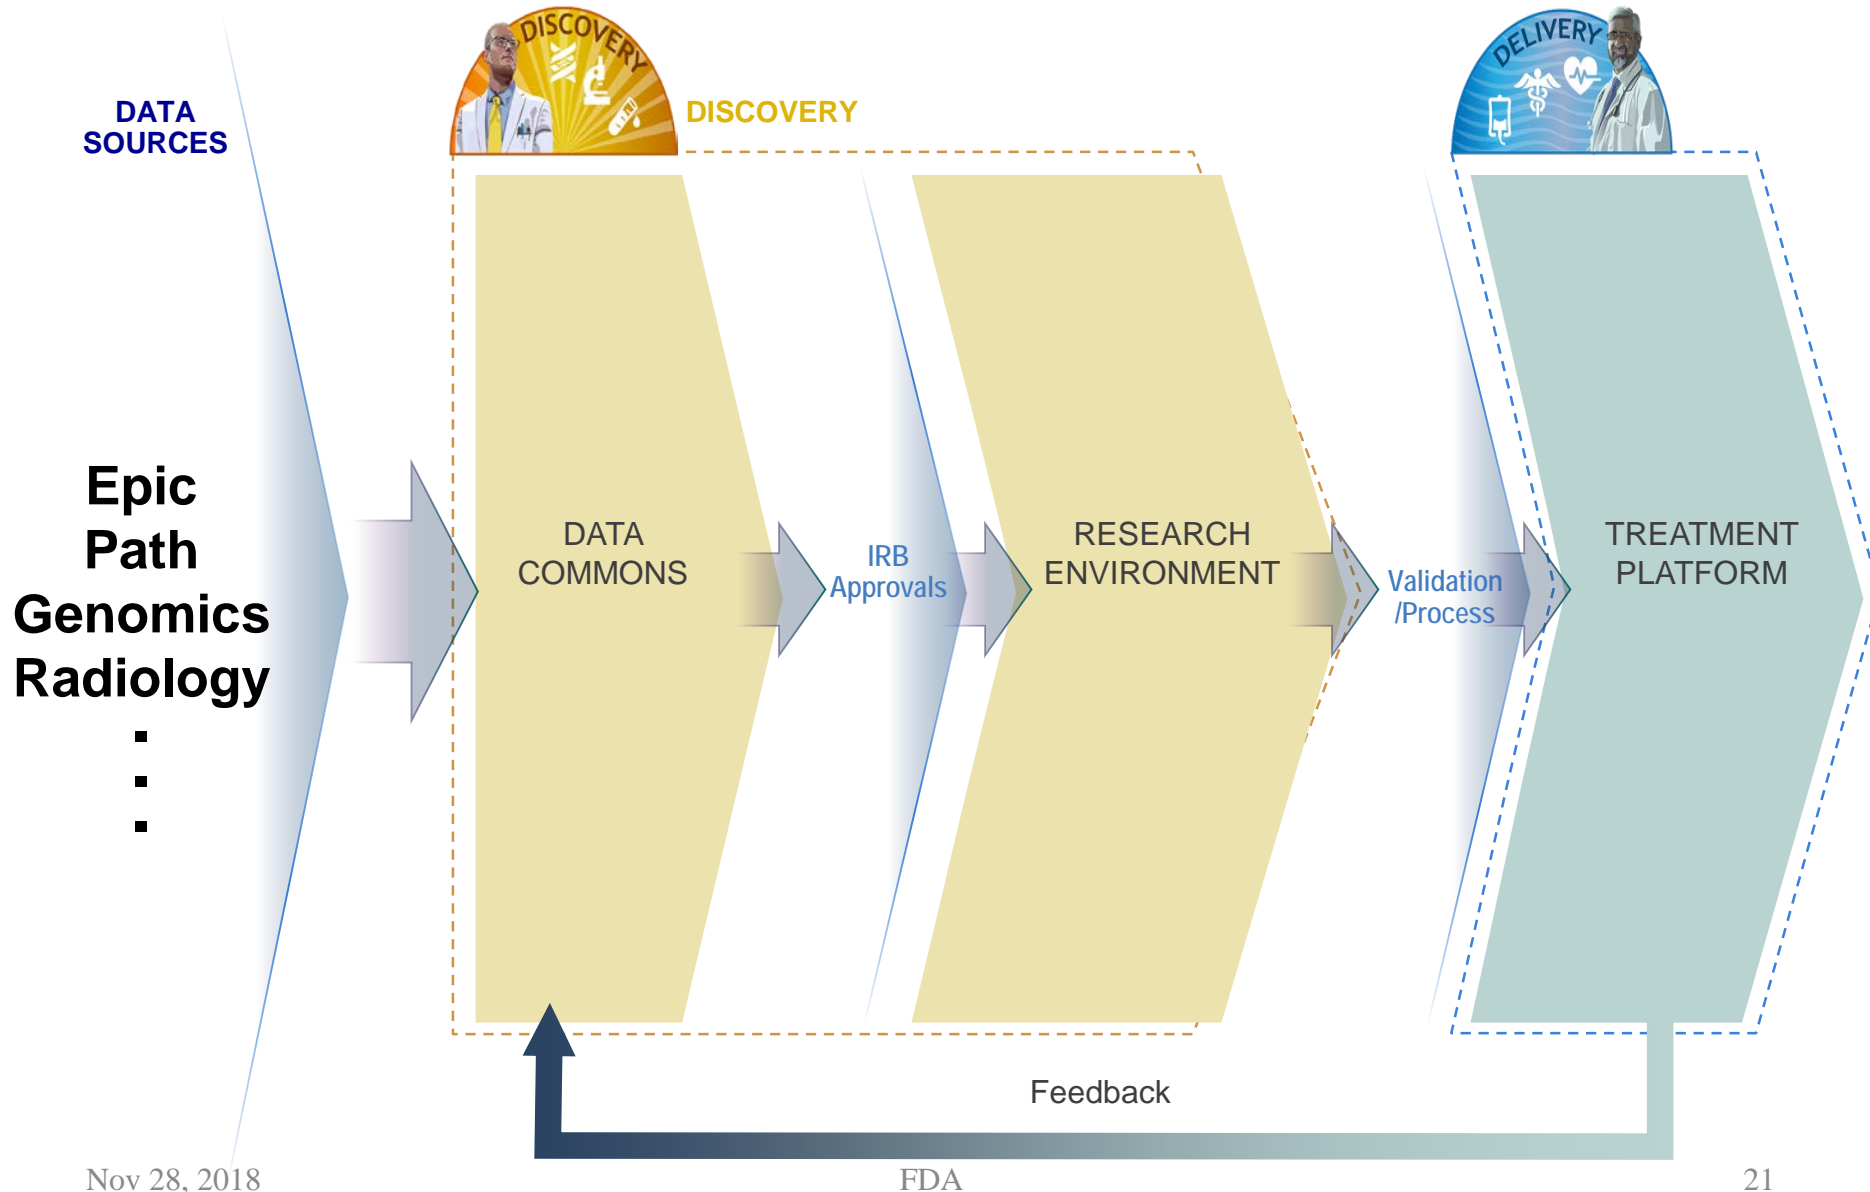 DISCOVERY
DELIVERY
DATA
SOURCES
DISCOVERY
Epic
Path
Genomics
Radiology
DATA
COMMONS
IRB
Approvals
RESEARCH
ENVIRONMENT
Validation
/Process
TREATMENT
PLATFORM
Feedback
Nov 28, 2018
FDA
21